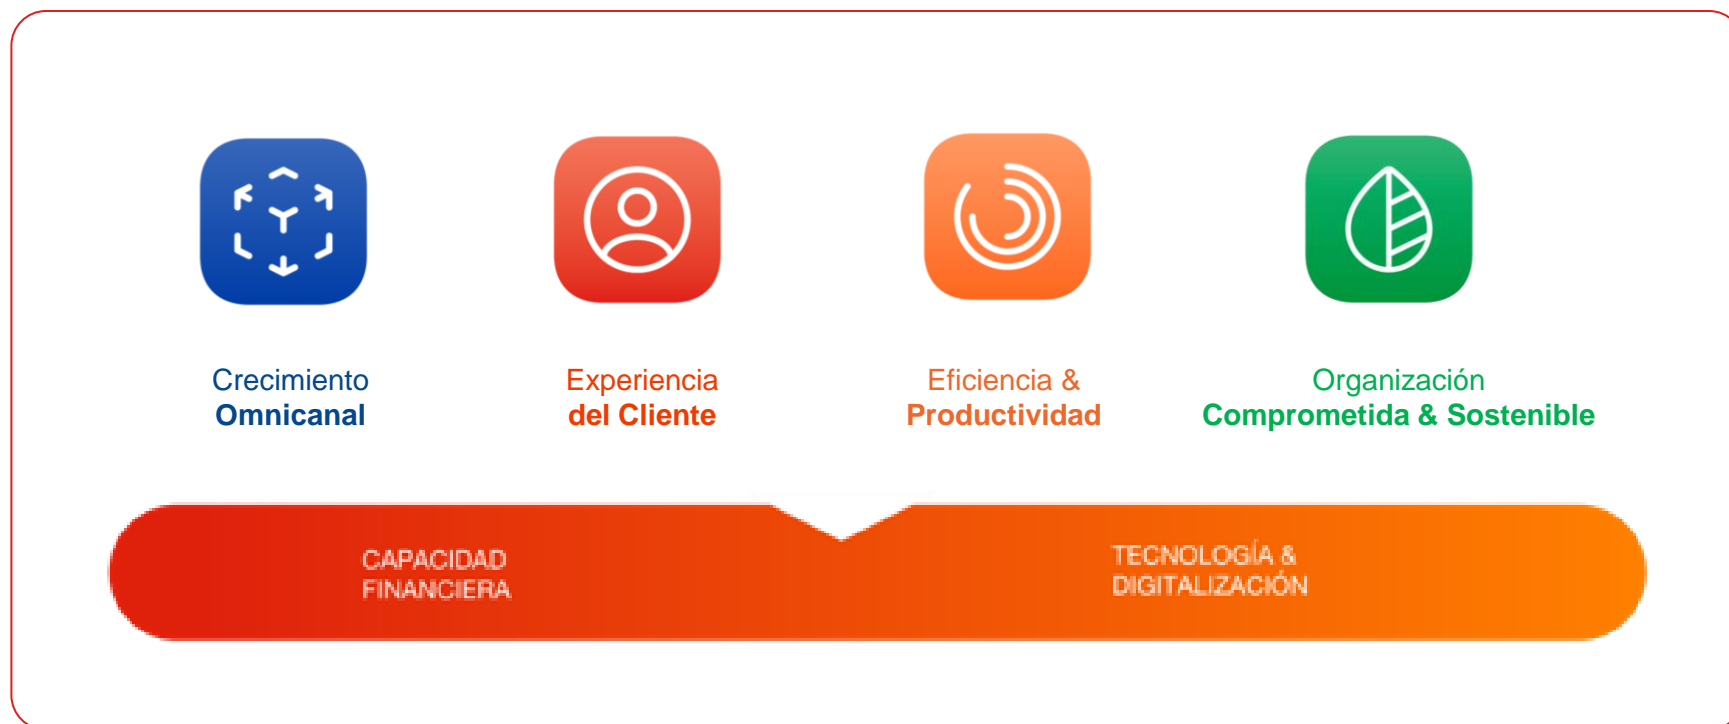 Crecimiento
Omnicanal
Experiencia
del Cliente
Eficiencia &
Productividad
Organización
Comprometida & Sostenible
CAPACIDAD
FINANCIERA
TECNOLOGÍA &
DIGITALIZACIÓN